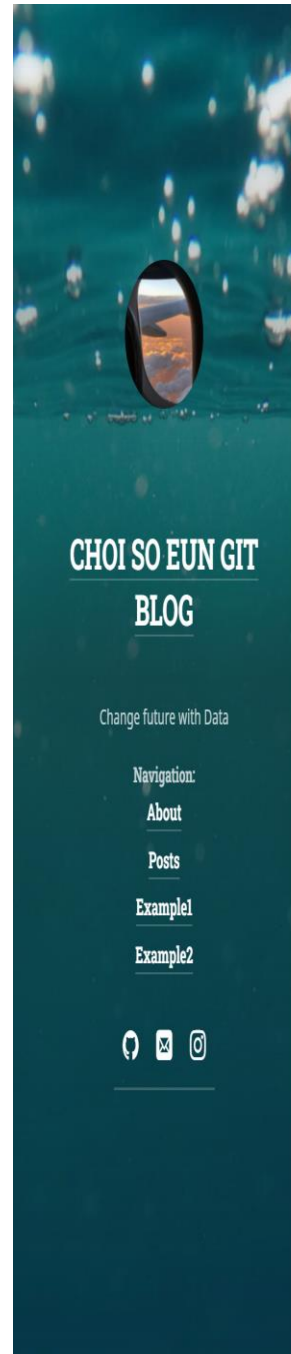 CHOI SO EUN GIT
BLOG
Change future with Data
Navigation:
About
Posts
Example1
Example2